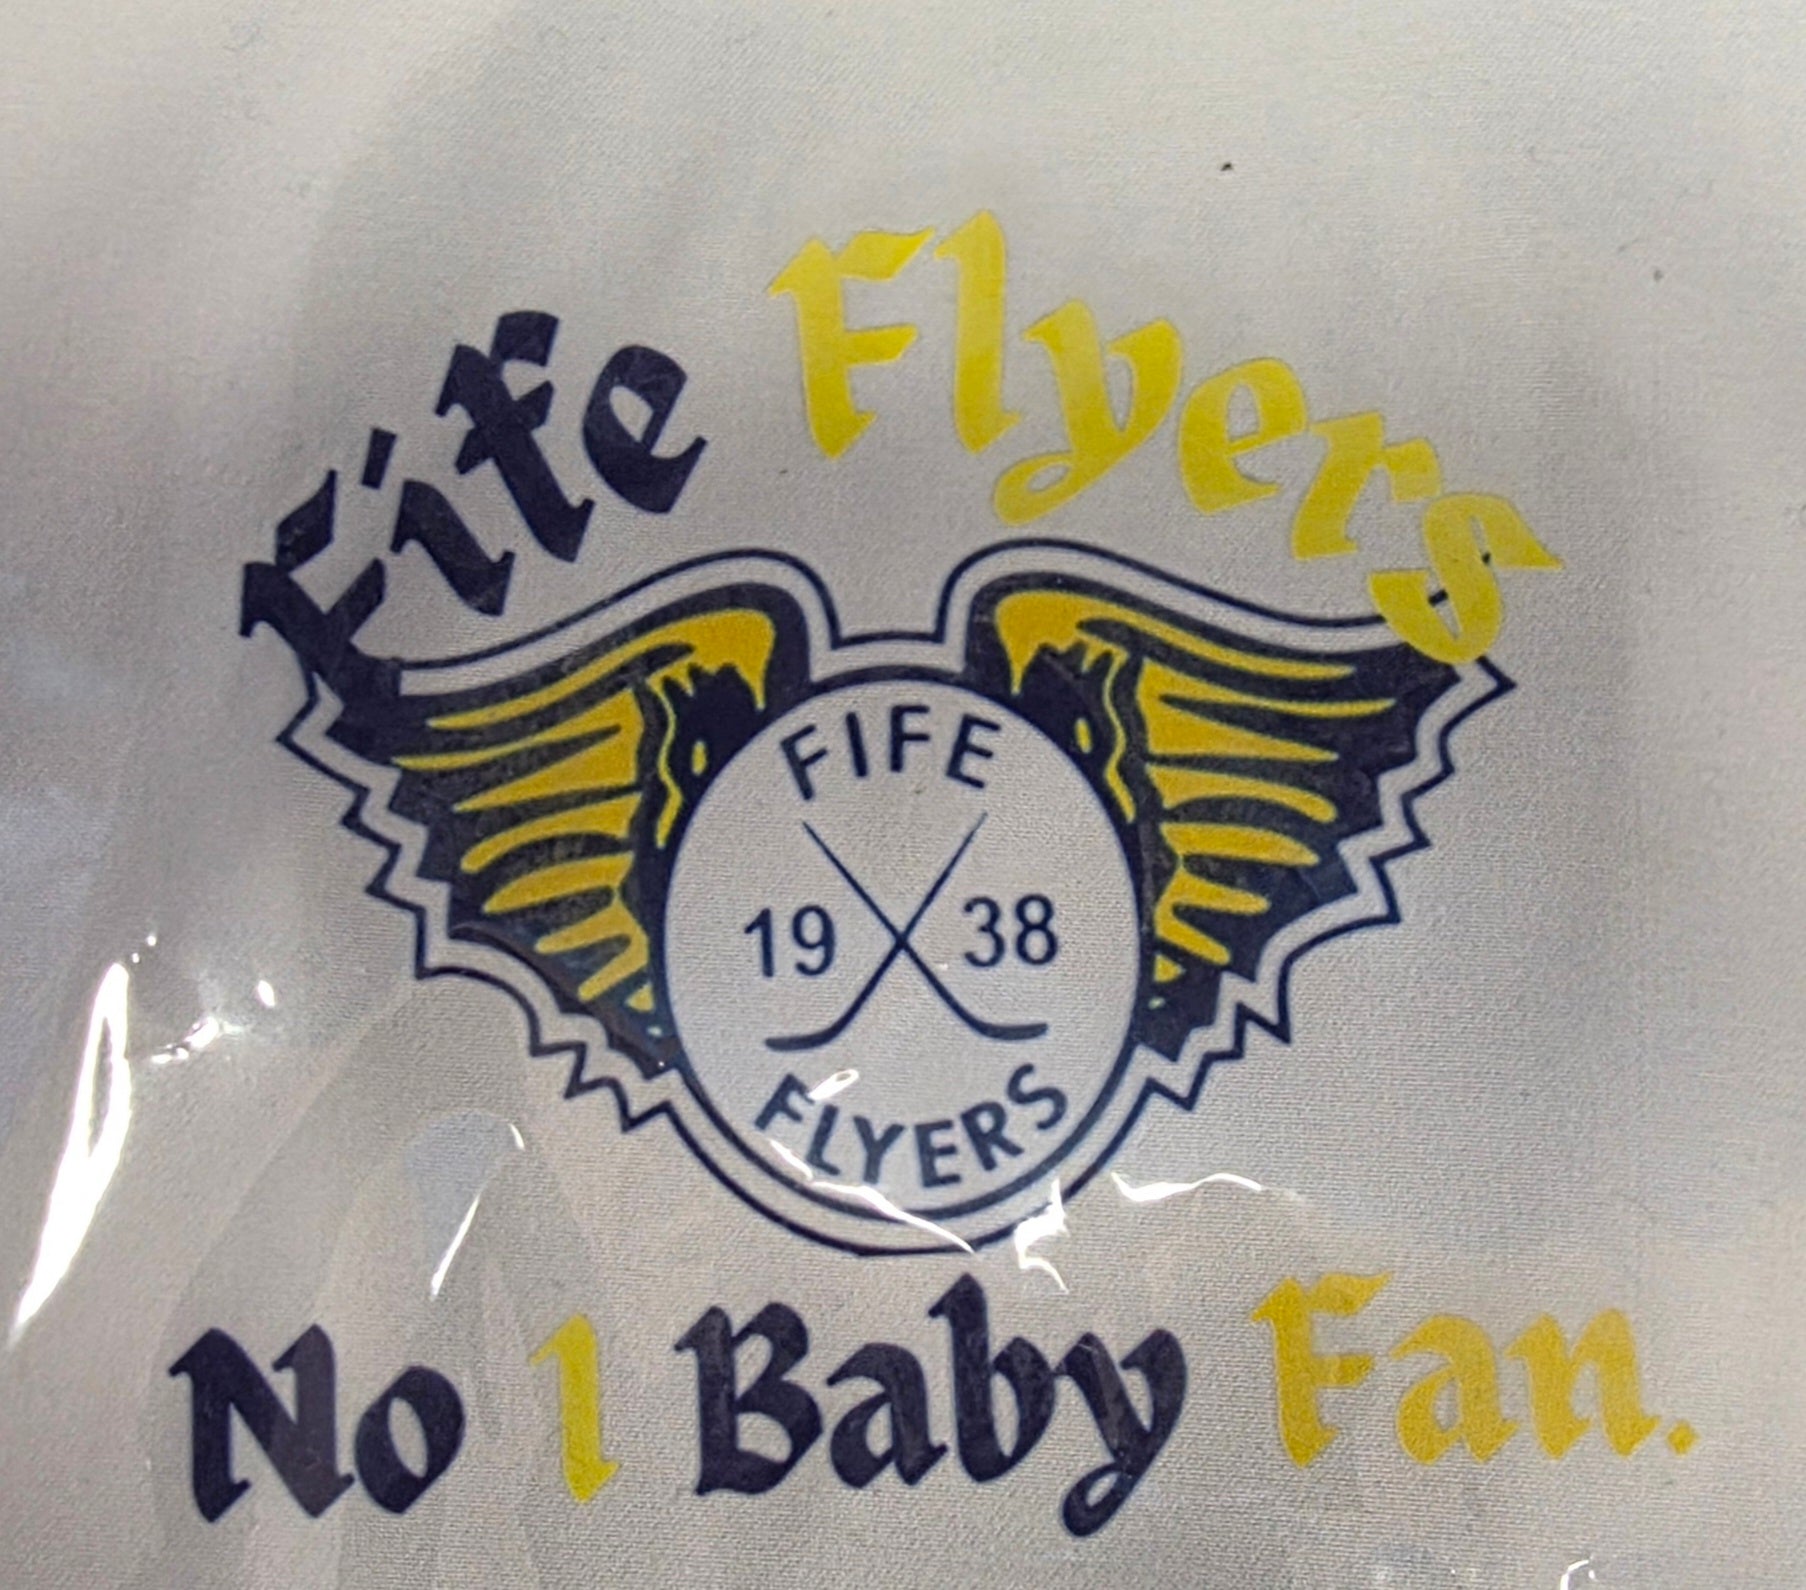 Fife Flyers
FIFE
19 38
FLYERS
No 1 Baby Fan.